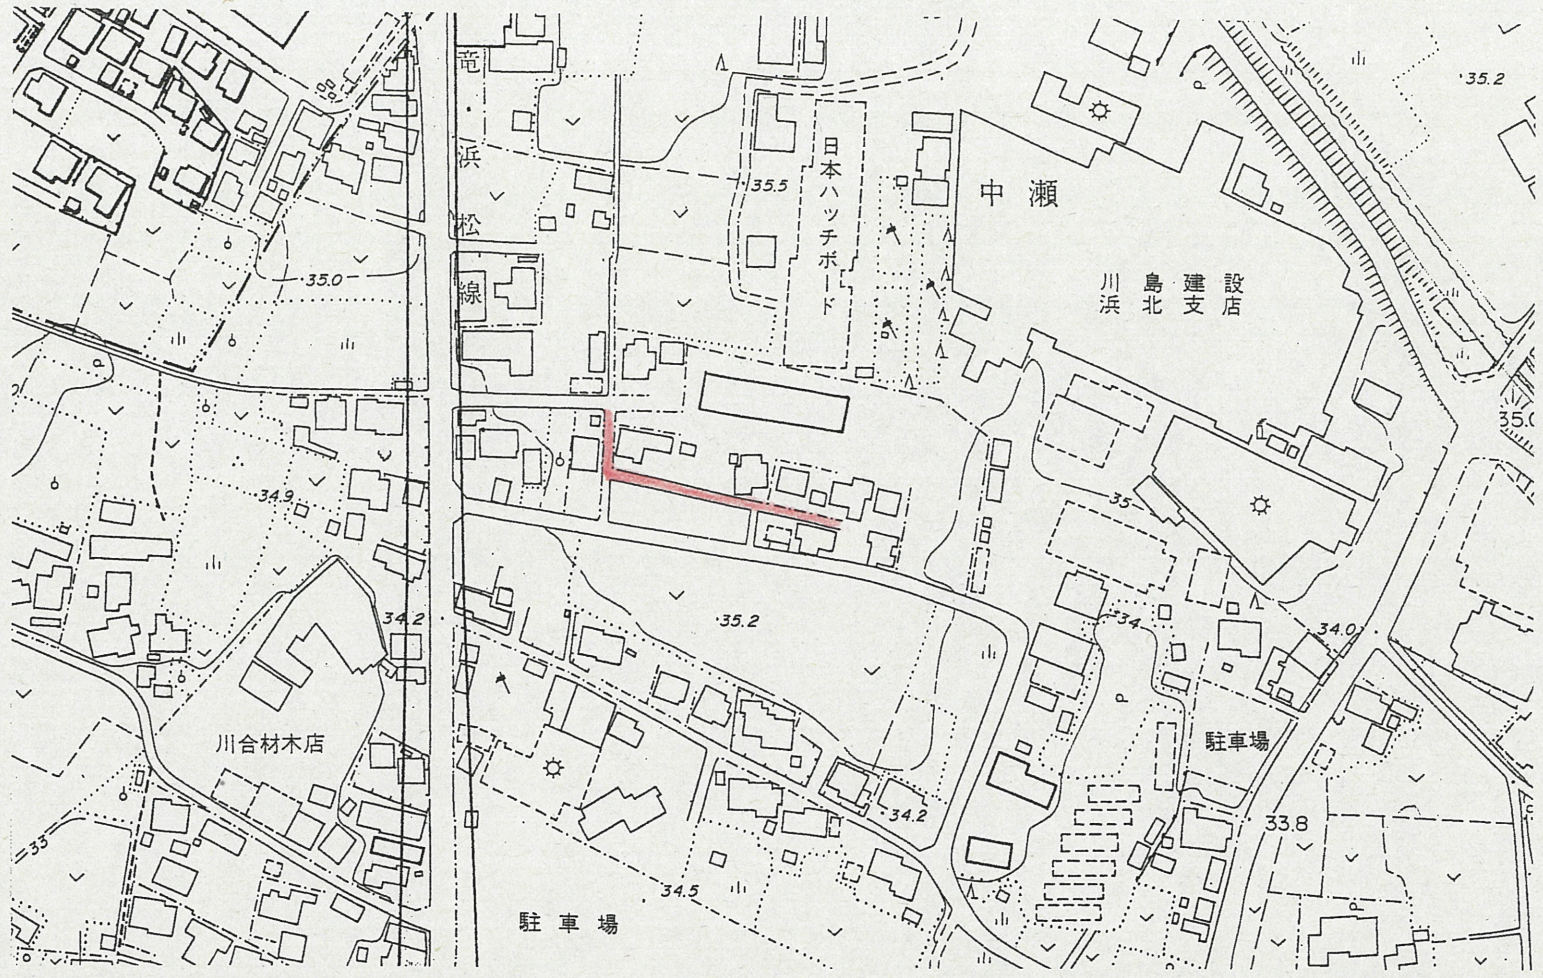 竜
浜
松
線
日本ハッチボード
中瀬
川島建設
浜北支店
川合材木店
駐車場
駐車場
35.2
35.5
35.0
35.0
34.9
34.2
35.2
35
34
34.0
34.2
33.8
33
34.5
P
P
P